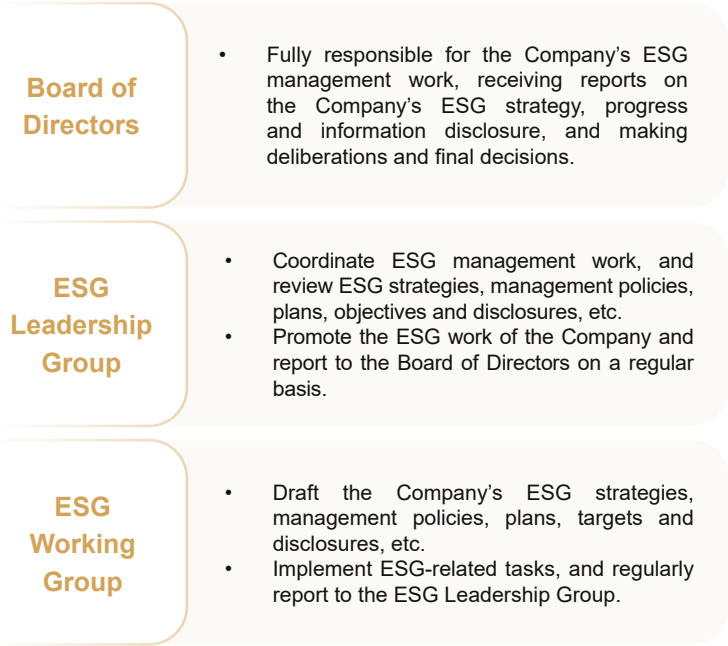 Board of
Directors
• Fully responsible for the Company’s ESG
management work, receiving reports on
the Company’s ESG strategy, progress
and information disclosure, and making
deliberations and final decisions.
ESG
Leadership
Group
• Coordinate ESG management work, and
review ESG strategies, management policies,
plans, objectives and disclosures, etc.
• Promote the ESG work of the Company and
report to the Board of Directors on a regular
basis.
ESG
Working
Group
• Draft the Company’s ESG strategies,
management policies, plans, targets and
disclosures, etc.
• Implement ESG-related tasks, and regularly
report to the ESG Leadership Group.